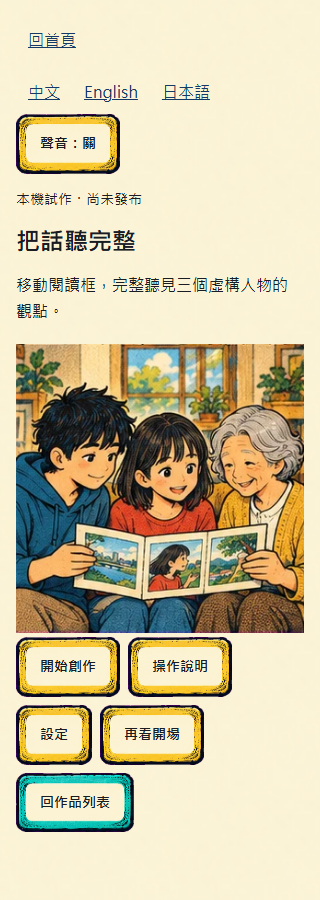 回首頁
中文 English 日本語
聲音：關
本機試作・尚未發布
把話聽完整
移動閱讀框，完整聽見三個虛構人物的
觀點。
開始創作 操作說明
設定 再看開場
回作品列表